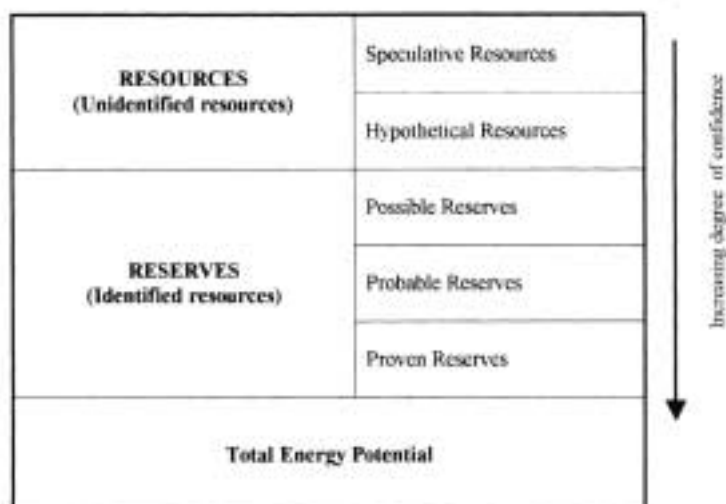 RESOURCES
(Unidentified resources)
Speculative Resources
Hypothetical Resources
RESERVES
(Identified resources)
Possible Reserves
Probable Reserves
Proven Reserves
Total Energy Potential
Increasing degree of confidence